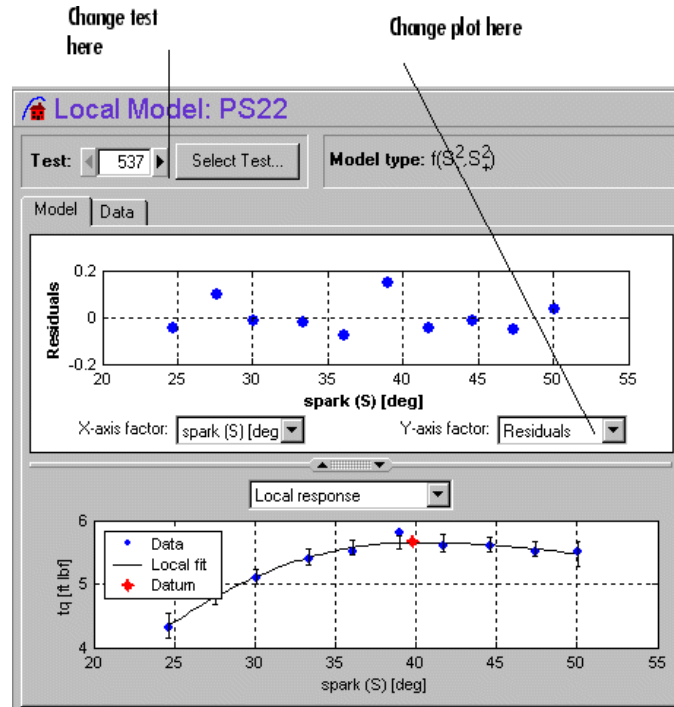 Change test
here
Change plot here
Local Model: PS22
Test: 537 Select Test... Model type: f(S²_,S²₊)
Model Data
0.2
0
-0.2
Residuals
20 25 30 35 40 45 50 55
spark (S) [deg]
X-axis factor: spark (S) [deg Y-axis factor: Residuals
Local response
6
5
4
tq [ft lbf]
Data
Local fit
Datum
20 25 30 35 40 45 50 55
spark (S) [deg]